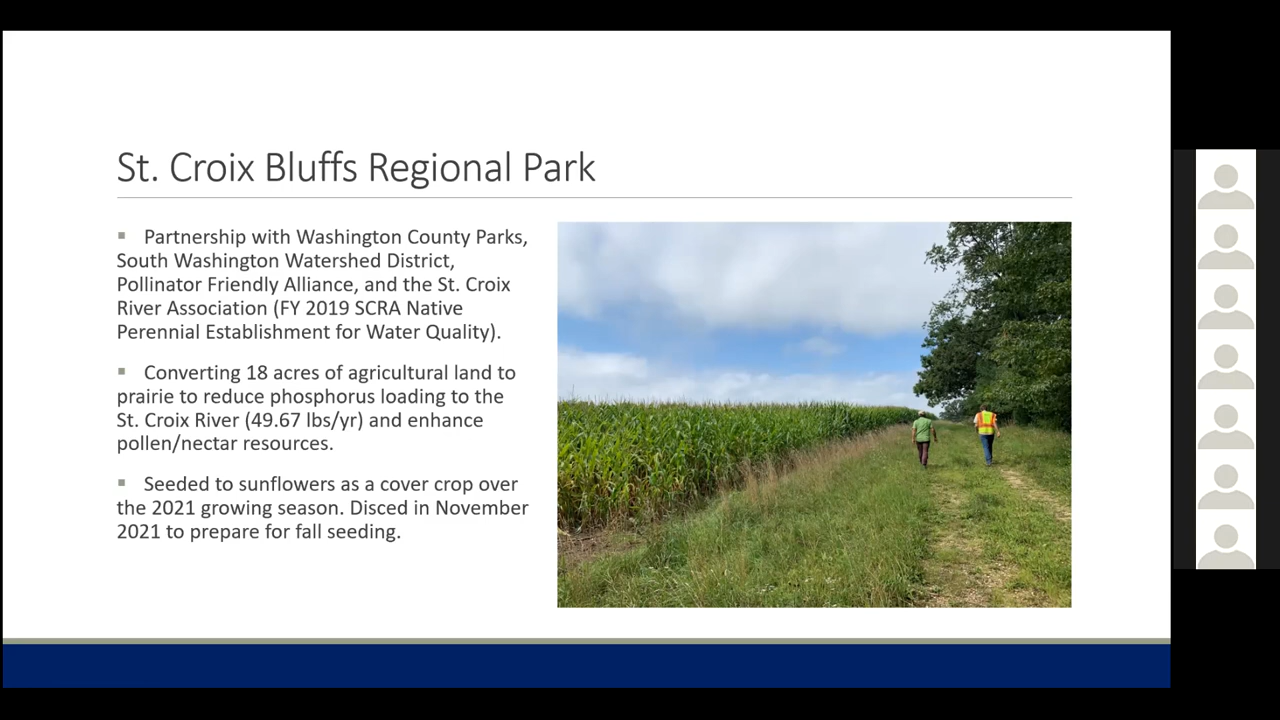 St. Croix Bluffs Regional Park
▪ Partnership with Washington County Parks,
South Washington Watershed District,
Pollinator Friendly Alliance, and the St. Croix
River Association (FY 2019 SCRA Native
Perennial Establishment for Water Quality).
▪ Converting 18 acres of agricultural land to
prairie to reduce phosphorus loading to the
St. Croix River (49.67 lbs/yr) and enhance
pollen/nectar resources.
▪ Seeded to sunflowers as a cover crop over
the 2021 growing season. Disced in November
2021 to prepare for fall seeding.